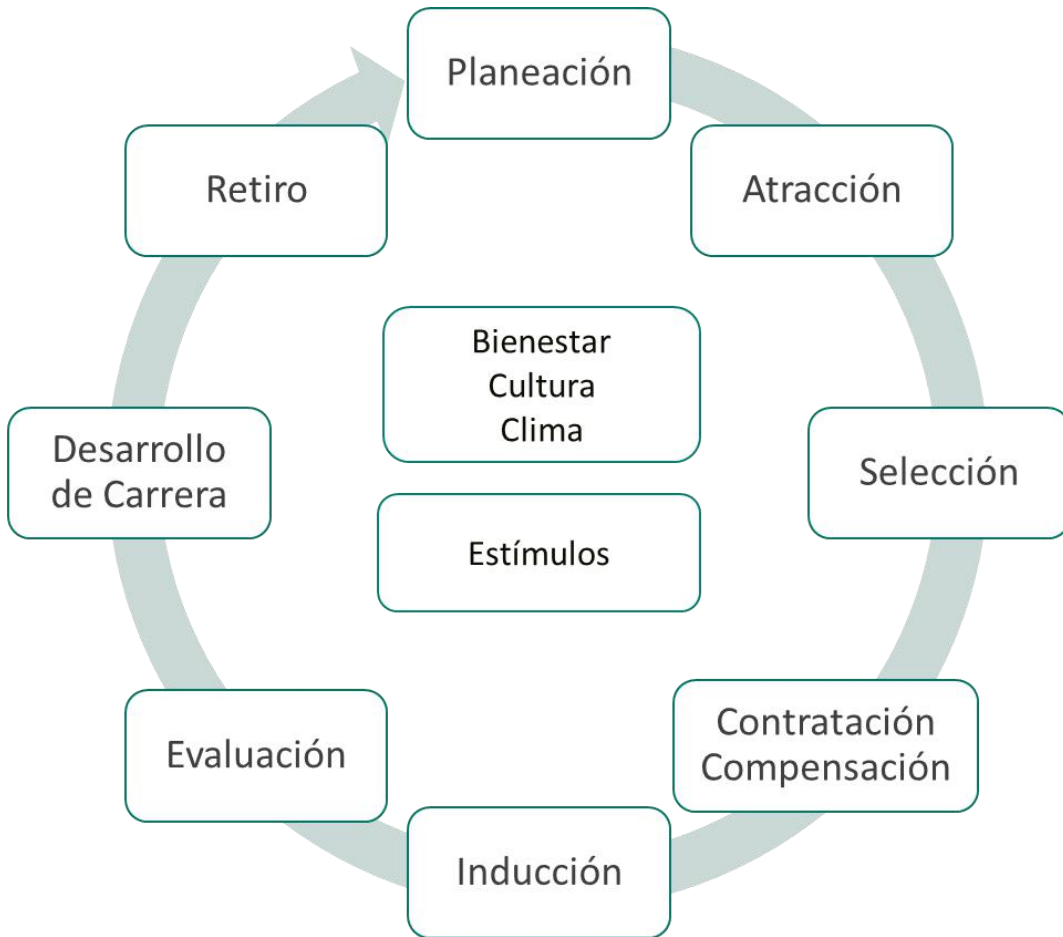 Planeación
Atracción
Selección
Contratación
Compensación
Inducción
Evaluación
Desarrollo
de Carrera
Retiro
Bienestar
Cultura
Clima
Estímulos